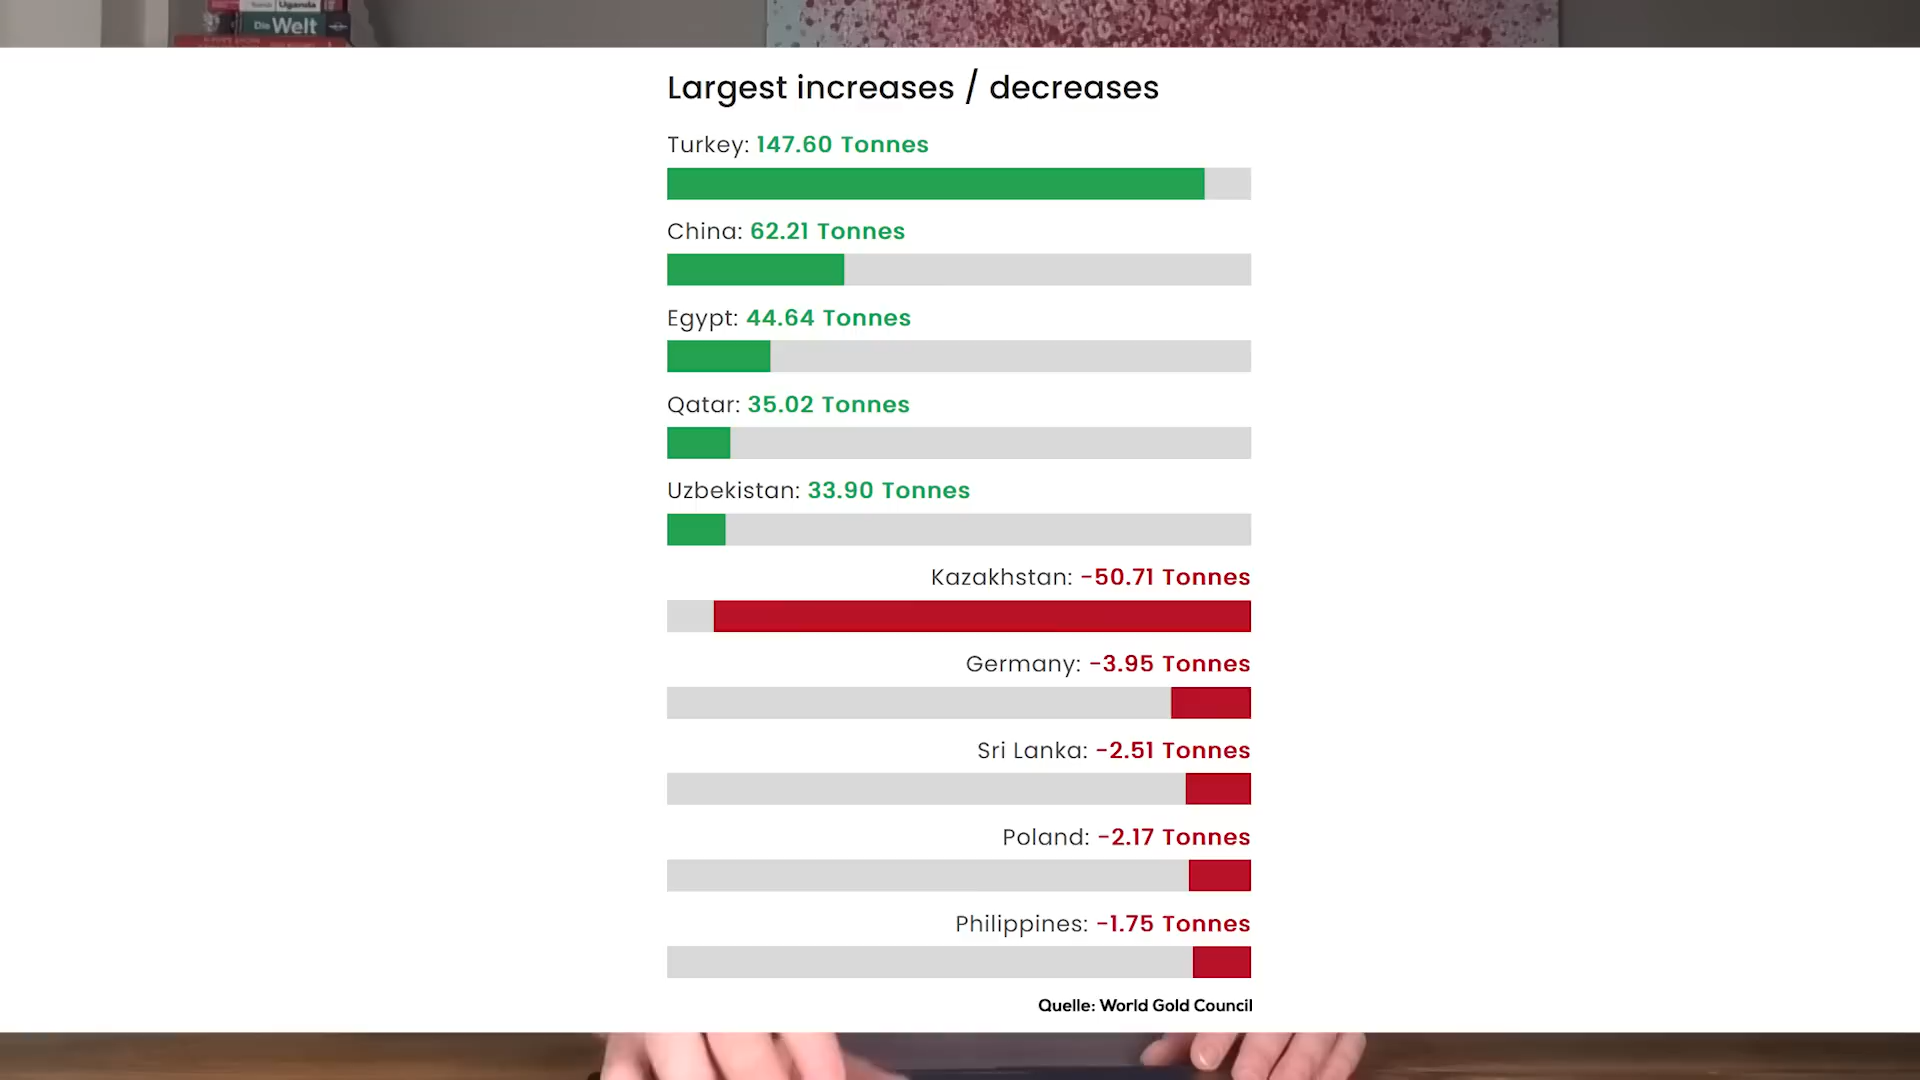 Uganda
Die Welt
Largest increases / decreases
Turkey: 147.60 Tonnes
China: 62.21 Tonnes
Egypt: 44.64 Tonnes
Qatar: 35.02 Tonnes
Uzbekistan: 33.90 Tonnes
Kazakhstan: -50.71 Tonnes
Germany: -3.95 Tonnes
Sri Lanka: -2.51 Tonnes
Poland: -2.17 Tonnes
Philippines: -1.75 Tonnes
Quelle: World Gold Council